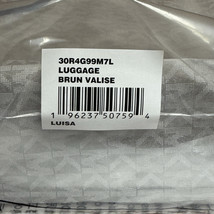 30R4G99M7L
LUGGAGE
BRUN VALISE
1 96237 50759 4
LUISA